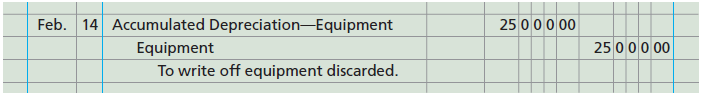 Feb. 14 Accumulated Depreciation—Equipment 25 0 0 0 00
Equipment 25 0 0 0 00
To write off equipment discarded.